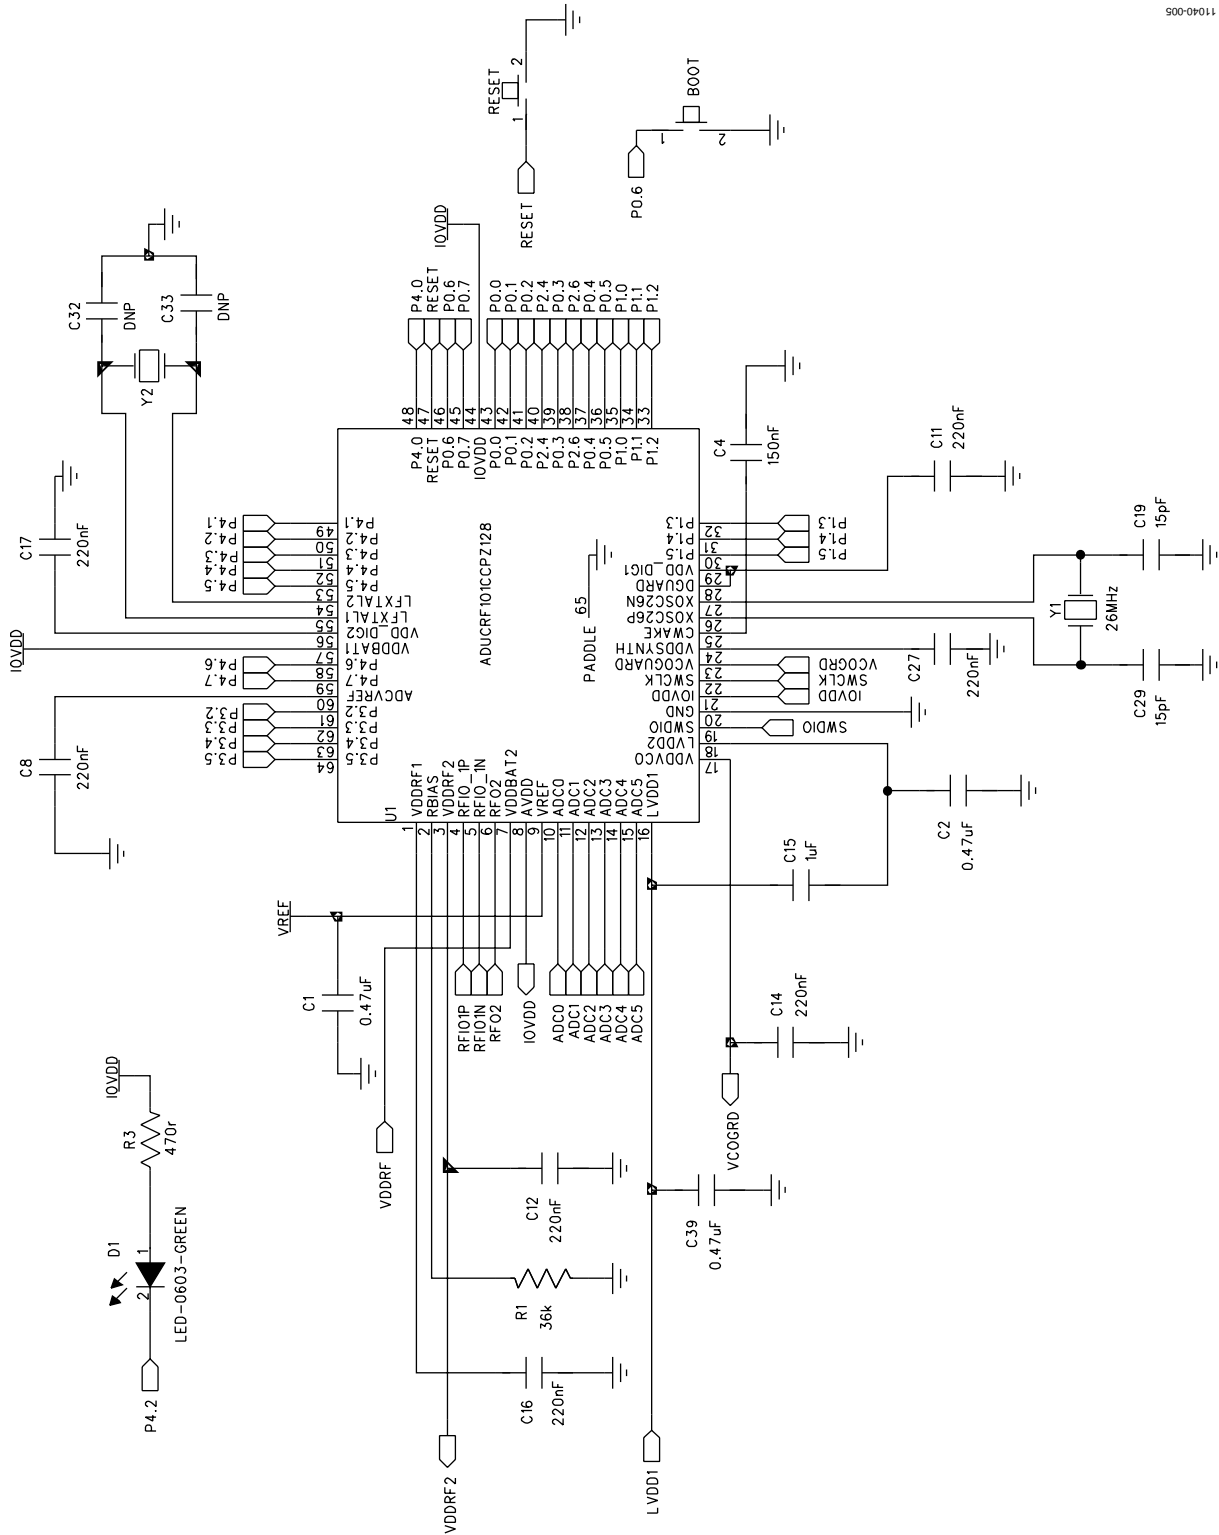 11040-005
RESET
1
2
RESET
BOOT
1
2
P0.6
C32
DNP
C33
DNP
Y2
IOVDD
P4.0
RESET
P0.6
P0.7
P0.0
P0.1
P0.2
P2.4
P0.3
P2.6
P0.4
P0.5
P1.0
P1.1
P1.2
48
47
46
45
44
43
42
41
40
39
38
37
36
35
34
33
P4.0
RESET
P0.6
P0.7
IOVDD
P0.0
P0.1
P0.2
P2.4
P0.3
P2.6
P0.4
P0.5
P1.0
P1.1
P1.2
C4
150nF
C11
220nF
C17
220nF
IOVDD
C8
220nF
P4.1
P4.2
P4.3
P4.4
P4.5
P4.6
P4.7
P3.2
P3.3
P3.4
P3.5
49
50
51
52
53
54
55
56
57
58
59
60
61
62
63
64
P4.1
P4.2
P4.3
P4.4
P4.5
LFXTAL2
LFXTAL1
VDD_DIG2
VDDBAT1
P4.6
P4.7
ADCVREF
P3.2
P3.3
P3.4
P3.5
ADUCRF101CCPZ128
PADDLE
65
U1
P1.3
P1.4
P1.5
VDD_DIG1
DGUARD
XOSC26N
XOSC26P
CWAKE
VDDSYNTH
VCOGUARD
SWCLK
IOVDD
GND
SWDIO
LVDD2
VDDVCO
32
31
30
29
28
27
26
25
24
23
22
21
20
19
18
17
P1.3
P1.4
P1.5
VCOGRD
SWCLK
IOVDD
SWDIO
C27
220nF
C19
15pF
Y1
26MHz
C29
15pF
VDDRF1
RBIAS
VDDRF2
RFIO_1P
RFIO_1N
RFO2
VDDBAT2
AVDD
VREF
ADC0
ADC1
ADC2
ADC3
ADC4
ADC5
LVDD1
1
2
3
4
5
6
7
8
9
10
11
12
13
14
15
16
C15
1uF
C2
0.47uF
VREF
C1
0.47uF
RFIO1P
RFIO1N
RFO2
IOVDD
ADC0
ADC1
ADC2
ADC3
ADC4
ADC5
C14
220nF
VCOGRD
VDDRF
C12
220nF
C39
0.47uF
R1
36k
C16
220nF
VDDRF2
LVDD1
IOVDD
R3
470r
D1
1
2
LED-0603-GREEN
P4.2